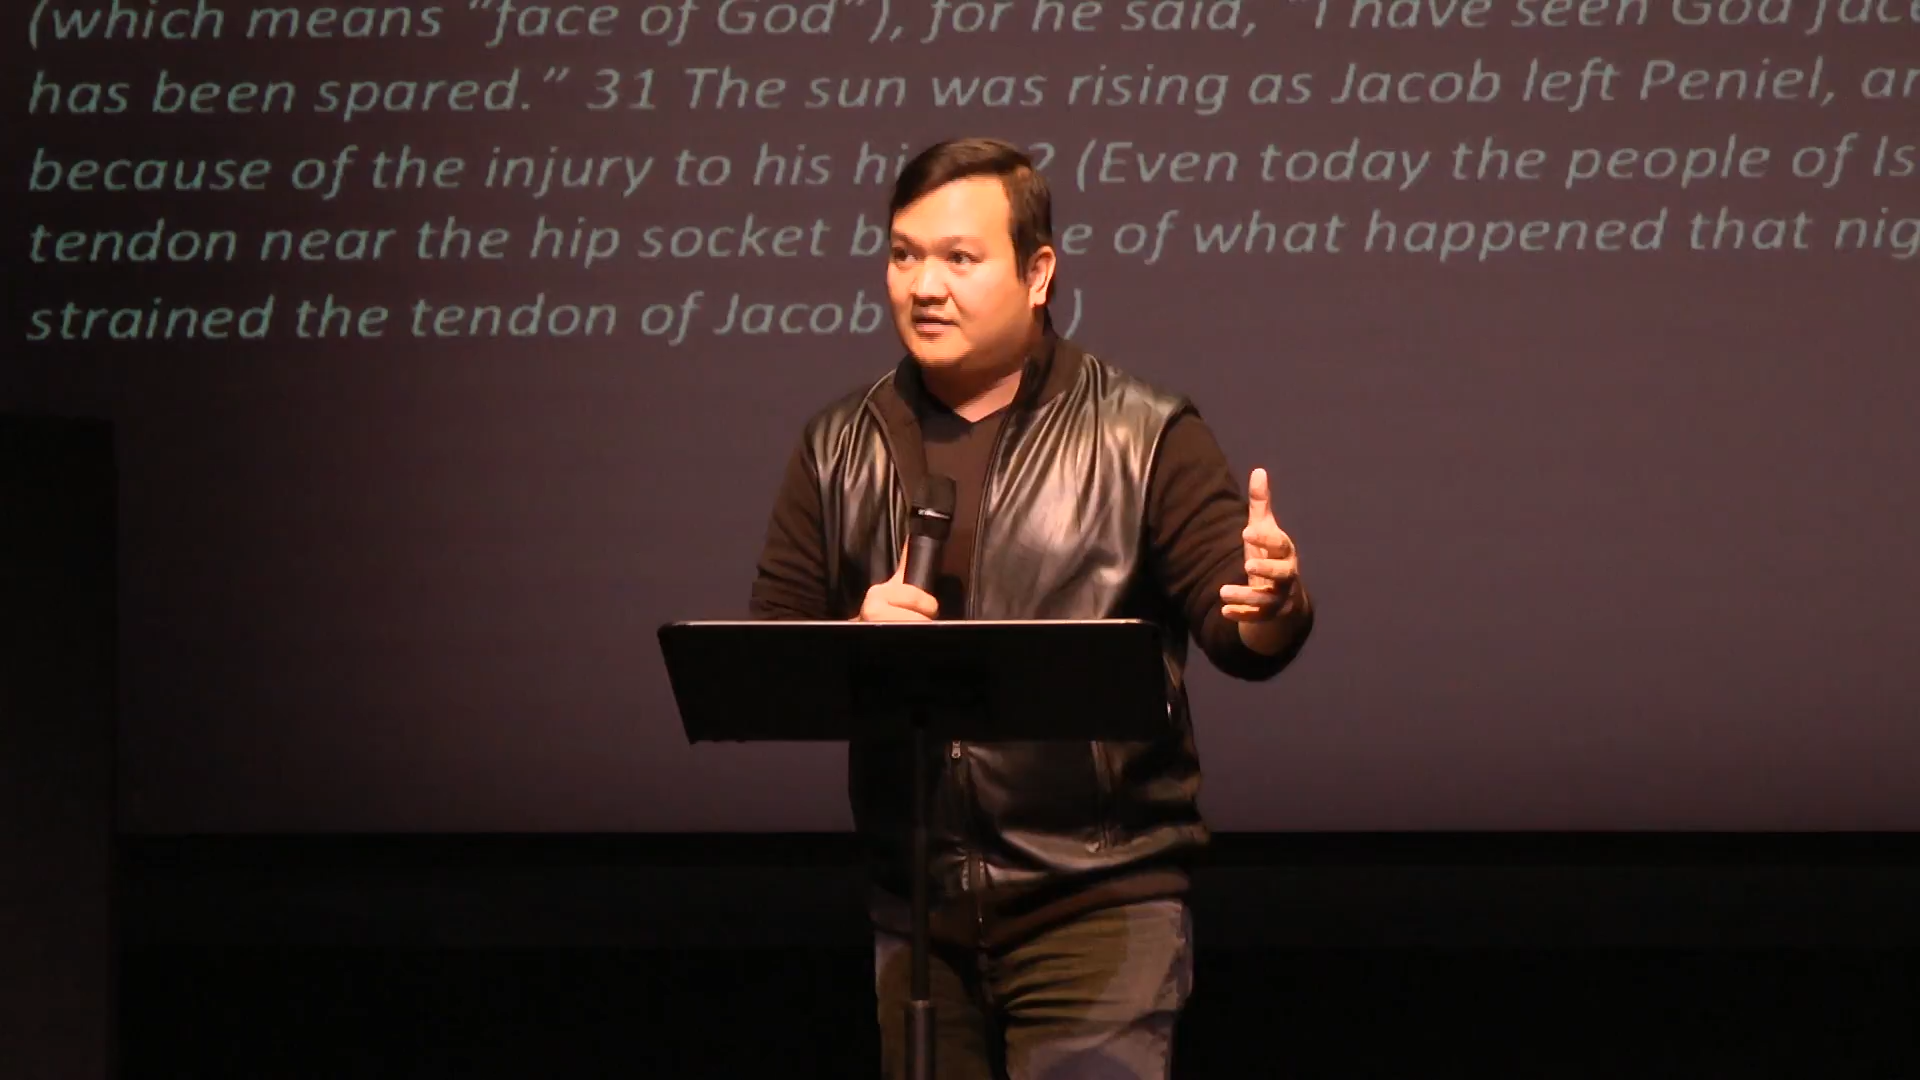 (which means “face of God”), for he said, “I have seen God face
has been spared.” 31 The sun was rising as Jacob left Peniel,
because of the injury to his (Even today the people of
tendon near the hip socket of what happened that
strained the tendon of Jacob )